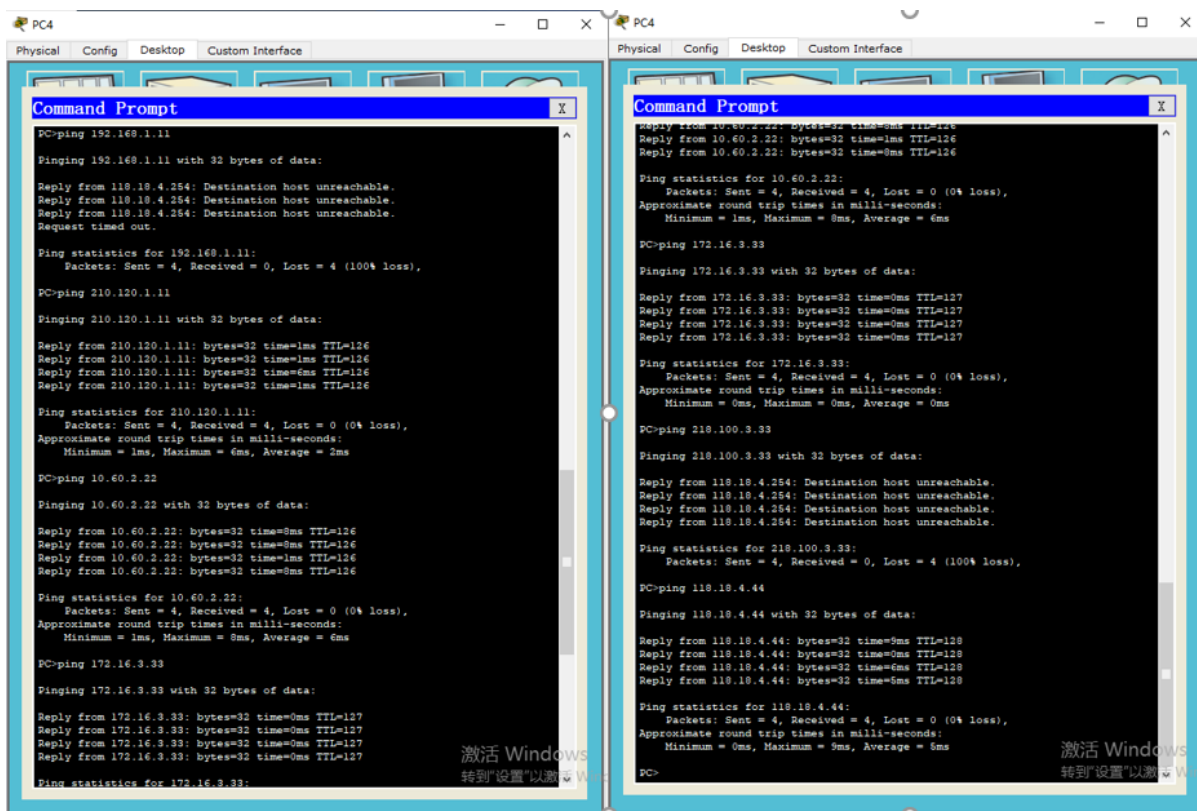 PC4
Physical Config Desktop Custom Interface
Command Prompt
X
PC>ping 192.168.1.11
Pinging 192.168.1.11 with 32 bytes of data:
Reply from 118.18.4.254: Destination host unreachable.
Reply from 118.18.4.254: Destination host unreachable.
Reply from 118.18.4.254: Destination host unreachable.
Request timed out.
Ping statistics for 192.168.1.11:
Packets: Sent = 4, Received = 0, Lost = 4 (100% loss),
PC>ping 210.120.1.11
Pinging 210.120.1.11 with 32 bytes of data:
Reply from 210.120.1.11: bytes=32 time=1ms TTL=126
Reply from 210.120.1.11: bytes=32 time=1ms TTL=126
Reply from 210.120.1.11: bytes=32 time=6ms TTL=126
Reply from 210.120.1.11: bytes=32 time=1ms TTL=126
Ping statistics for 210.120.1.11:
Packets: Sent = 4, Received = 4, Lost = 0 (0% loss),
Approximate round trip times in milli-seconds:
Minimum = 1ms, Maximum = 6ms, Average = 2ms
PC>ping 10.60.2.22
Pinging 10.60.2.22 with 32 bytes of data:
Reply from 10.60.2.22: bytes=32 time=8ms TTL=126
Reply from 10.60.2.22: bytes=32 time=8ms TTL=126
Reply from 10.60.2.22: bytes=32 time=1ms TTL=126
Reply from 10.60.2.22: bytes=32 time=8ms TTL=126
Ping statistics for 10.60.2.22:
Packets: Sent = 4, Received = 4, Lost = 0 (0% loss),
Approximate round trip times in milli-seconds:
Minimum = 1ms, Maximum = 8ms, Average = 6ms
PC>ping 172.16.3.33
Pinging 172.16.3.33 with 32 bytes of data:
Reply from 172.16.3.33: bytes=32 time=0ms TTL=127
Reply from 172.16.3.33: bytes=32 time=0ms TTL=127
Reply from 172.16.3.33: bytes=32 time=0ms TTL=127
Reply from 172.16.3.33: bytes=32 time=0ms TTL=127
Ping statistics for 172.16.3.33:
激活 Windows
转到"设置"以激活
PC4
Physical Config Desktop Custom Interface
Command Prompt
X
Reply from 10.60.2.22: bytes=32 time=8ms TTL=126
Reply from 10.60.2.22: bytes=32 time=1ms TTL=126
Reply from 10.60.2.22: bytes=32 time=8ms TTL=126
Ping statistics for 10.60.2.22:
Packets: Sent = 4, Received = 4, Lost = 0 (0% loss),
Approximate round trip times in milli-seconds:
Minimum = 1ms, Maximum = 8ms, Average = 6ms
PC>ping 172.16.3.33
Pinging 172.16.3.33 with 32 bytes of data:
Reply from 172.16.3.33: bytes=32 time=0ms TTL=127
Reply from 172.16.3.33: bytes=32 time=0ms TTL=127
Reply from 172.16.3.33: bytes=32 time=0ms TTL=127
Reply from 172.16.3.33: bytes=32 time=0ms TTL=127
Ping statistics for 172.16.3.33:
Packets: Sent = 4, Received = 4, Lost = 0 (0% loss),
Approximate round trip times in milli-seconds:
Minimum = 0ms, Maximum = 0ms, Average = 0ms
PC>ping 218.100.3.33
Pinging 218.100.3.33 with 32 bytes of data:
Reply from 118.18.4.254: Destination host unreachable.
Reply from 118.18.4.254: Destination host unreachable.
Reply from 118.18.4.254: Destination host unreachable.
Reply from 118.18.4.254: Destination host unreachable.
Ping statistics for 218.100.3.33:
Packets: Sent = 4, Received = 0, Lost = 4 (100% loss),
PC>ping 118.18.4.44
Pinging 118.18.4.44 with 32 bytes of data:
Reply from 118.18.4.44: bytes=32 time=9ms TTL=128
Reply from 118.18.4.44: bytes=32 time=0ms TTL=128
Reply from 118.18.4.44: bytes=32 time=6ms TTL=128
Reply from 118.18.4.44: bytes=32 time=5ms TTL=128
Ping statistics for 118.18.4.44:
Packets: Sent = 4, Received = 4, Lost = 0 (0% loss),
Approximate round trip times in milli-seconds:
Minimum = 0ms, Maximum = 9ms, Average = 5ms
PC>
激活 Windows
转到"设置"以激活